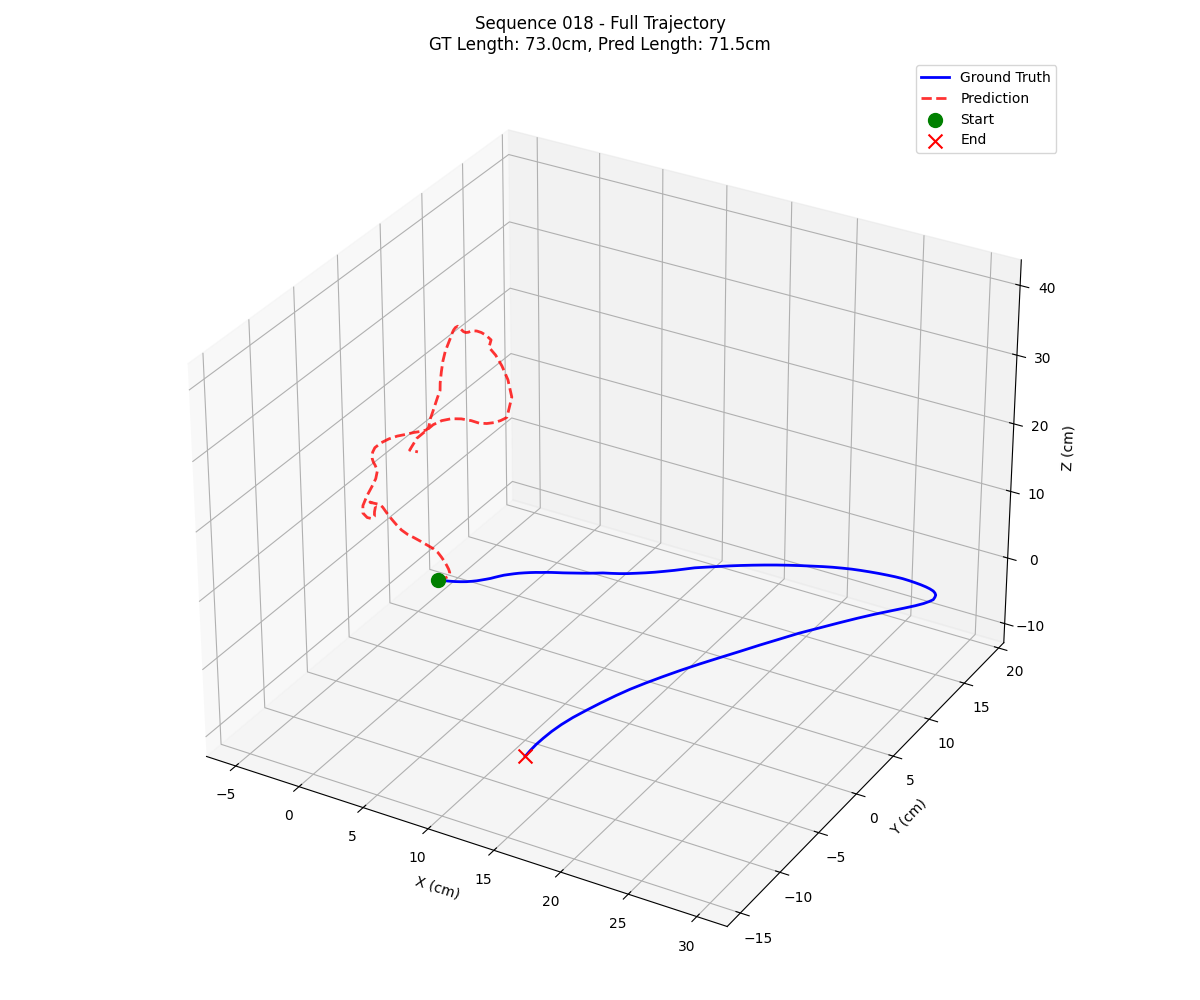 Sequence 018 - Full Trajectory
GT Length: 73.0cm, Pred Length: 71.5cm
Ground Truth
Prediction
Start
End
40
30
20
10
0
−10
Z (cm)
20
15
10
5
0
−5
−10
−15
Y (cm)
−5
0
5
10
15
20
25
30
X (cm)